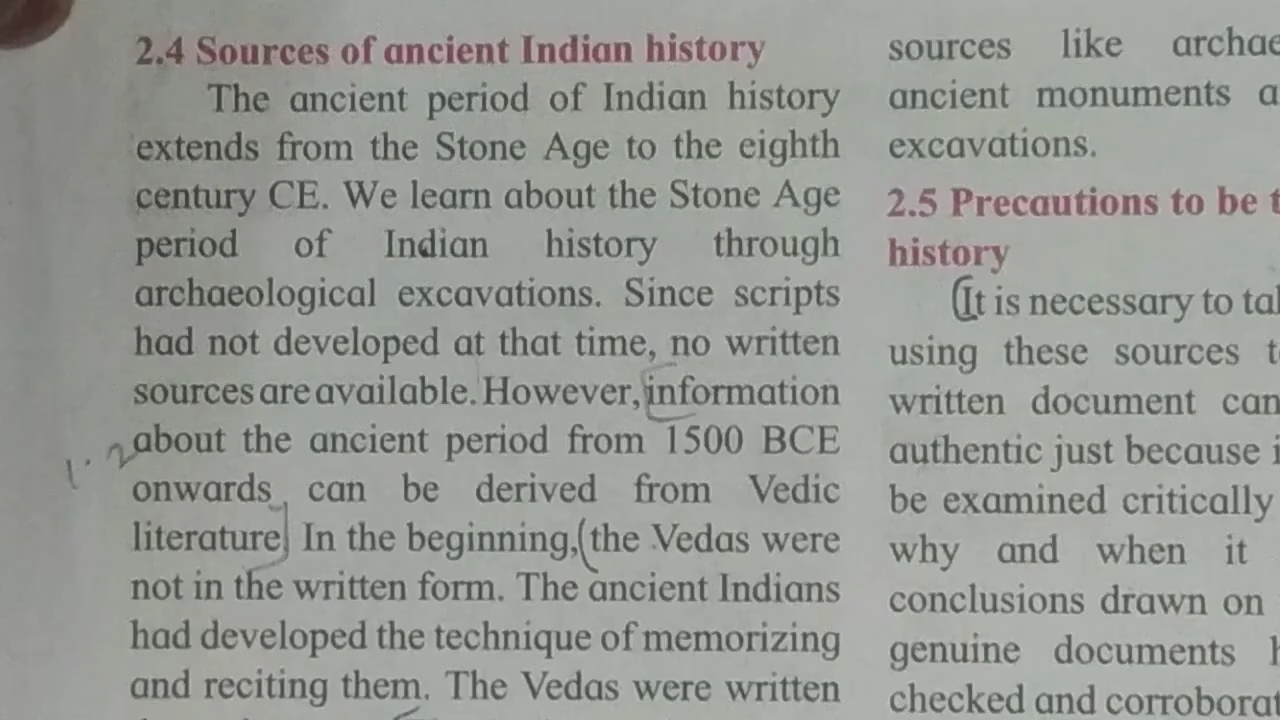 2.4 Sources of ancient Indian history
The ancient period of Indian history
extends from the Stone Age to the eighth
century CE. We learn about the Stone Age
period of Indian history through
archaeological excavations. Since scripts
had not developed at that time, no written
sources are available. However, information
about the ancient period from 1500 BCE
onwards can be derived from Vedic
literature. In the beginning, (the Vedas were
not in the written form. The ancient Indians
had developed the technique of memorizing
and reciting them. The Vedas were written
1.2
sources like
ancient monuments
excavations.
2.5 Precautions to be
history
(It is necessary to
using these sources
written document can
authentic just because
be examined critically
why and when it
conclusions drawn on
genuine documents
checked and